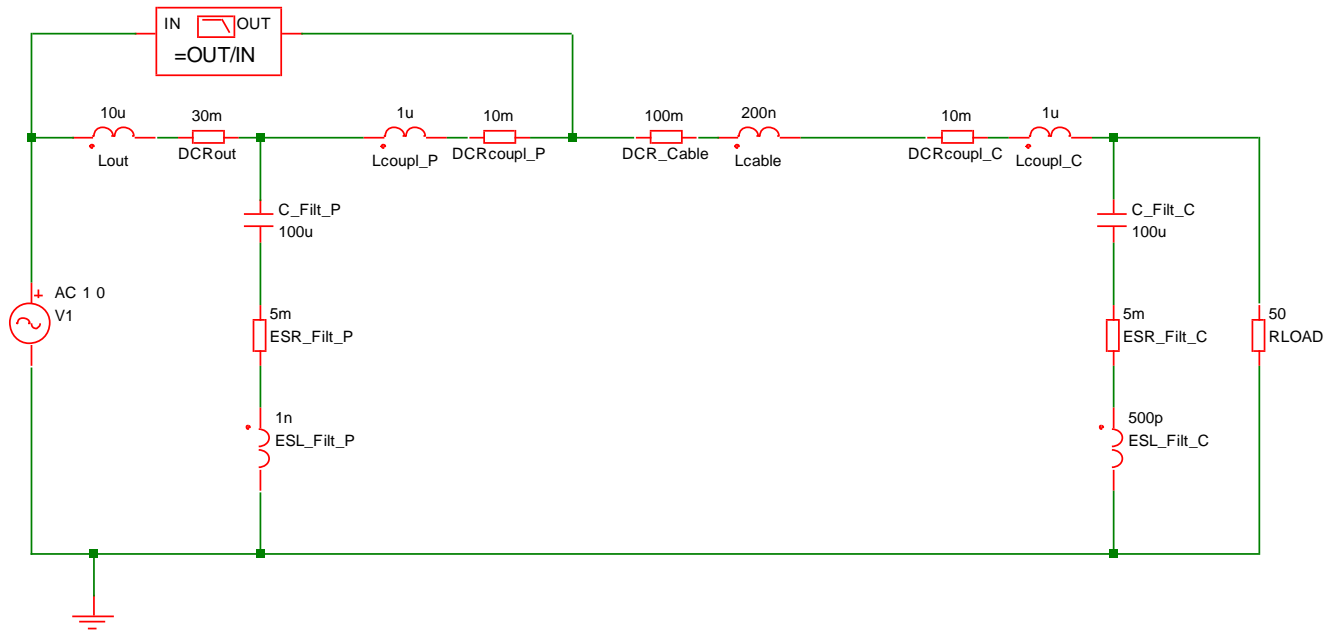 IN OUT
=OUT/IN
10u
Lout
30m
DCRout
1u
Lcoupl_P
10m
DCRcoupl_P
100m
DCR_Cable
200n
Lcable
10m
DCRcoupl_C
1u
Lcoupl_C
C_Filt_P
100u
C_Filt_C
100u
AC 1 0
V1
5m
ESR_Filt_P
5m
ESR_Filt_C
50
RLOAD
1n
ESL_Filt_P
500p
ESL_Filt_C